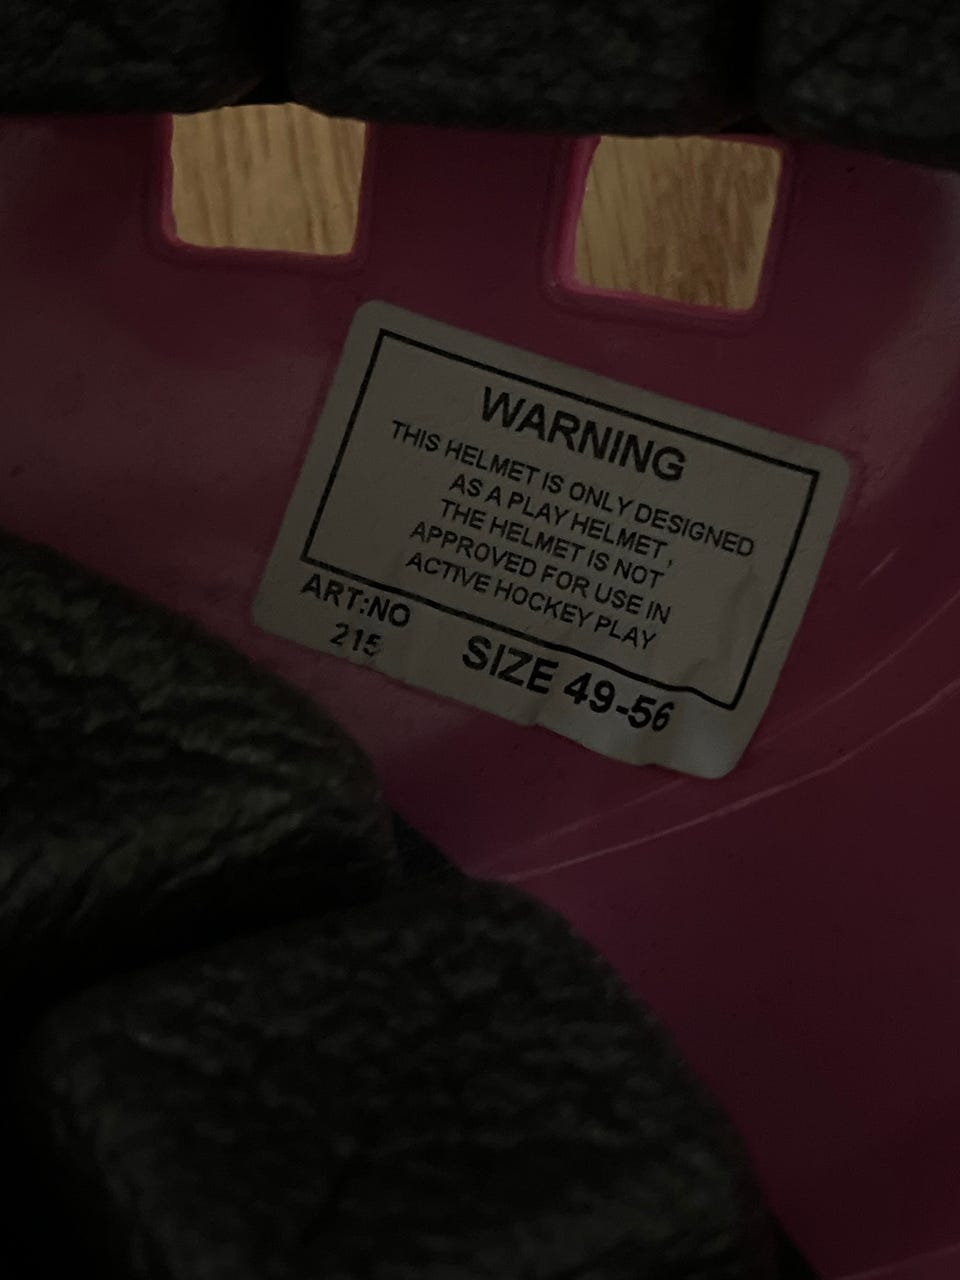 WARNING
THIS HELMET IS ONLY DESIGNED
AS A PLAY HELMET,
THE HELMET IS NOT
APPROVED FOR USE IN
ACTIVE HOCKEY PLAY
ART:NO
215
SIZE 49-56